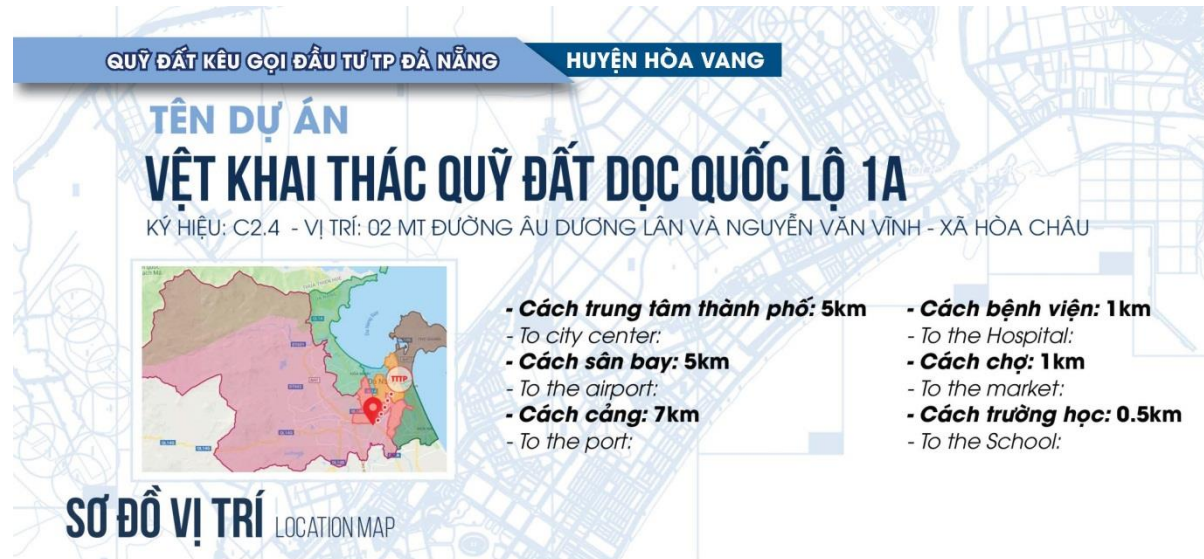 QUỸ ĐẤT KÊU GỌI ĐẦU TƯ TP ĐÀ NẴNG
HUYỆN HÒA VANG
TÊN DỰ ÁN
VỆT KHAI THÁC QUỸ ĐẤT DỌC QUỐC LỘ 1A
KÝ HIỆU: C2.4 - VỊ TRÍ: 02 MT ĐƯỜNG ÂU DƯƠNG LÂN VÀ NGUYỄN VĂN VĨNH - XÃ HÒA CHÂU
TTTP
- Cách trung tâm thành phố: 5km
- To city center:
- Cách sân bay: 5km
- To the airport:
- Cách cảng: 7km
- To the port:
- Cách bệnh viện: 1km
- To the Hospital:
- Cách chợ: 1km
- To the market:
- Cách trường học: 0.5km
- To the School:
SƠ ĐỒ VỊ TRÍ LOCATION MAP